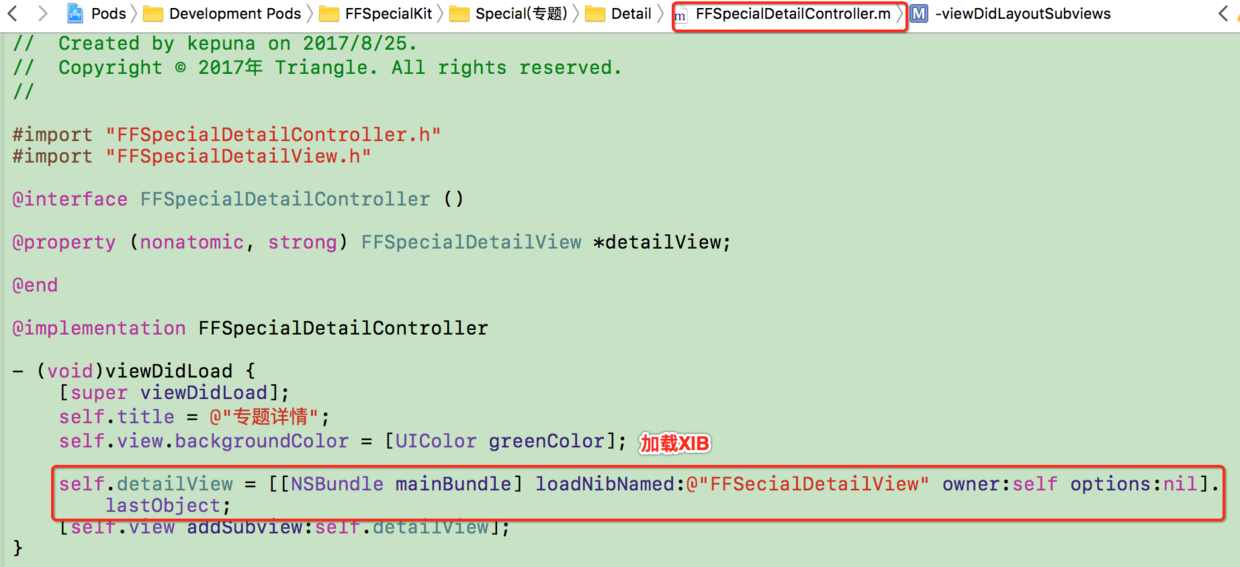 Pods Development Pods FFSpecialKit Special(专题) Detail FFSpecialDetailController.m M -viewDidLayoutSubviews
//  Created by kepuna on 2017/8/25.
//  Copyright © 2017年 Triangle. All rights reserved.
//
#import "FFSpecialDetailController.h"
#import "FFSpecialDetailView.h"
@interface FFSpecialDetailController ()
@property (nonatomic, strong) FFSpecialDetailView *detailView;
@end
@implementation FFSpecialDetailController
- (void)viewDidLoad {
[super viewDidLoad];
self.title = @"专题详情";
self.view.backgroundColor = [UIColor greenColor]; 加载XIB
self.detailView = [[NSBundle mainBundle] loadNibNamed:@"FFSecialDetailView" owner:self options:nil].
lastObject;
[self.view addSubview:self.detailView];
}